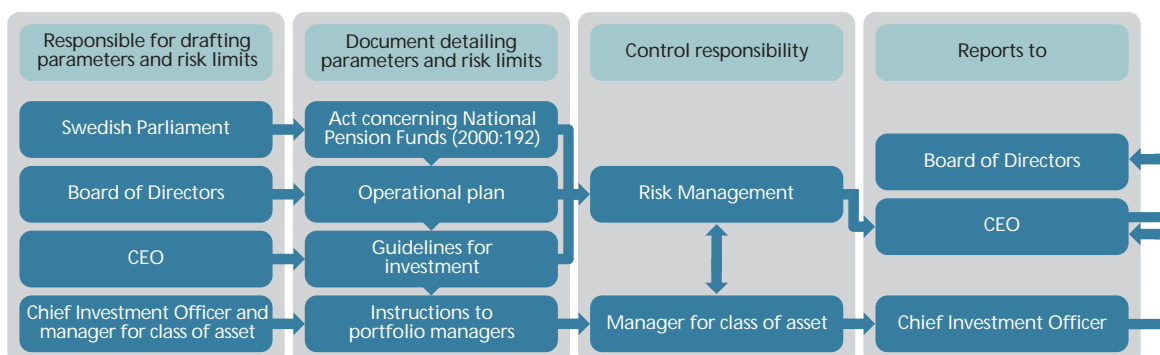 Responsible for drafting
parameters and risk limits
Document detailing
parameters and risk limits
Control responsibility
Reports to
Swedish Parliament
Act concerning National
Pension Funds (2000:192)
Board of Directors
Board of Directors
Operational plan
Risk Management
CEO
CEO
Guidelines for
investment
Chief Investment Officer and
manager for class of asset
Instructions to
portfolio managers
Manager for class of asset
Chief Investment Officer